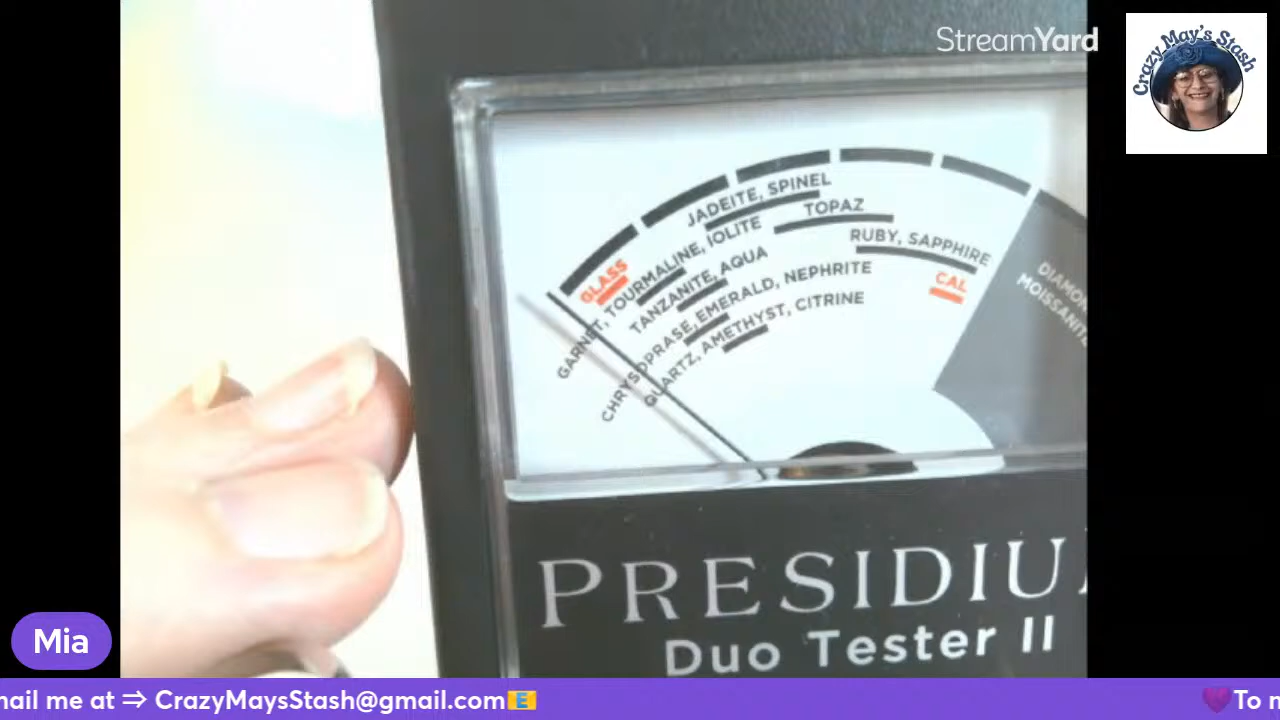 StreamYard
Crazy May's Stash
JADEITE, SPINEL
TOPAZ
GLASS
GARNET, TOURMALINE, IOLITE
RUBY, SAPPHIRE
TANZANITE, AQUA
CAL
CHRYSOPRASE, EMERALD, NEPHRITE
QUARTZ, AMETHYST, CITRINE
PRESIDIU
Duo Tester II
Mia
mail me at ⇒ CrazyMaysStash@gmail.com📧
💜To m